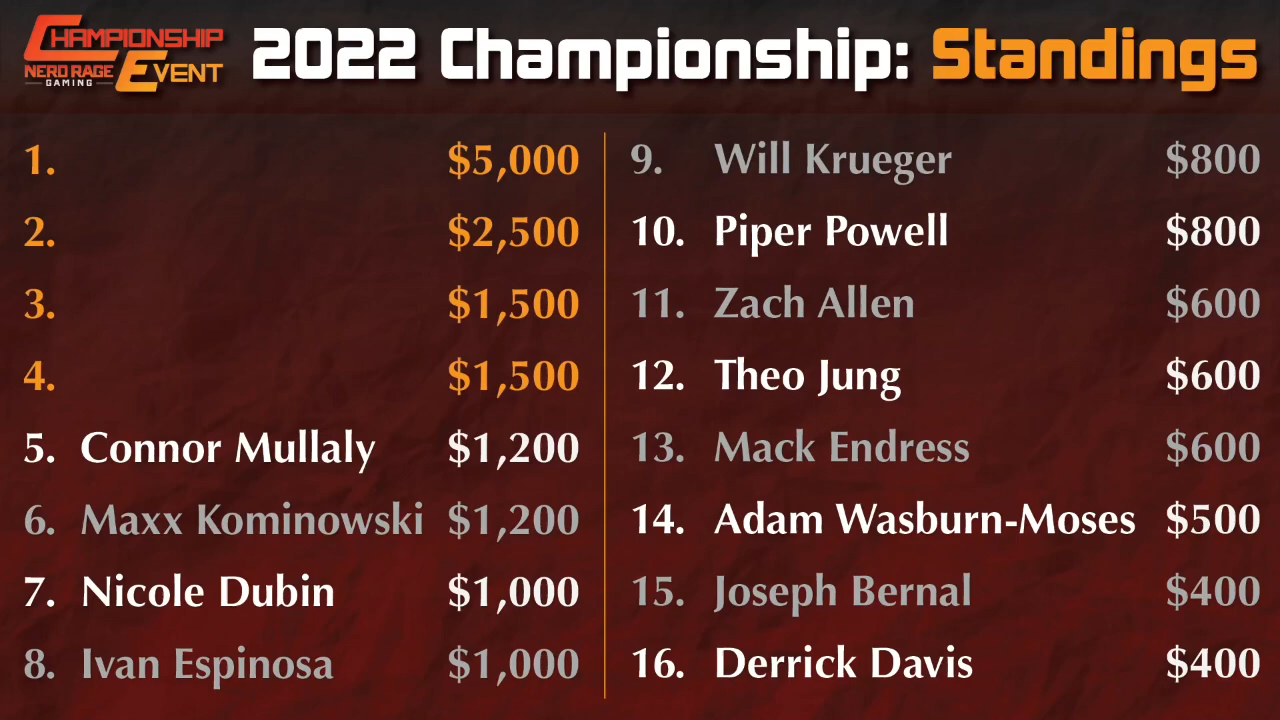 CHAMPIONSHIP
EVENT
NERD RAGE
GAMING
2022 Championship: Standings
1. $5,000
2. $2,500
3. $1,500
4. $1,500
5. Connor Mullaly $1,200
6. Maxx Kominowski $1,200
7. Nicole Dubin $1,000
8. Ivan Espinosa $1,000
9. Will Krueger $800
10. Piper Powell $800
11. Zach Allen $600
12. Theo Jung $600
13. Mack Endress $600
14. Adam Wasburn-Moses $500
15. Joseph Bernal $400
16. Derrick Davis $400